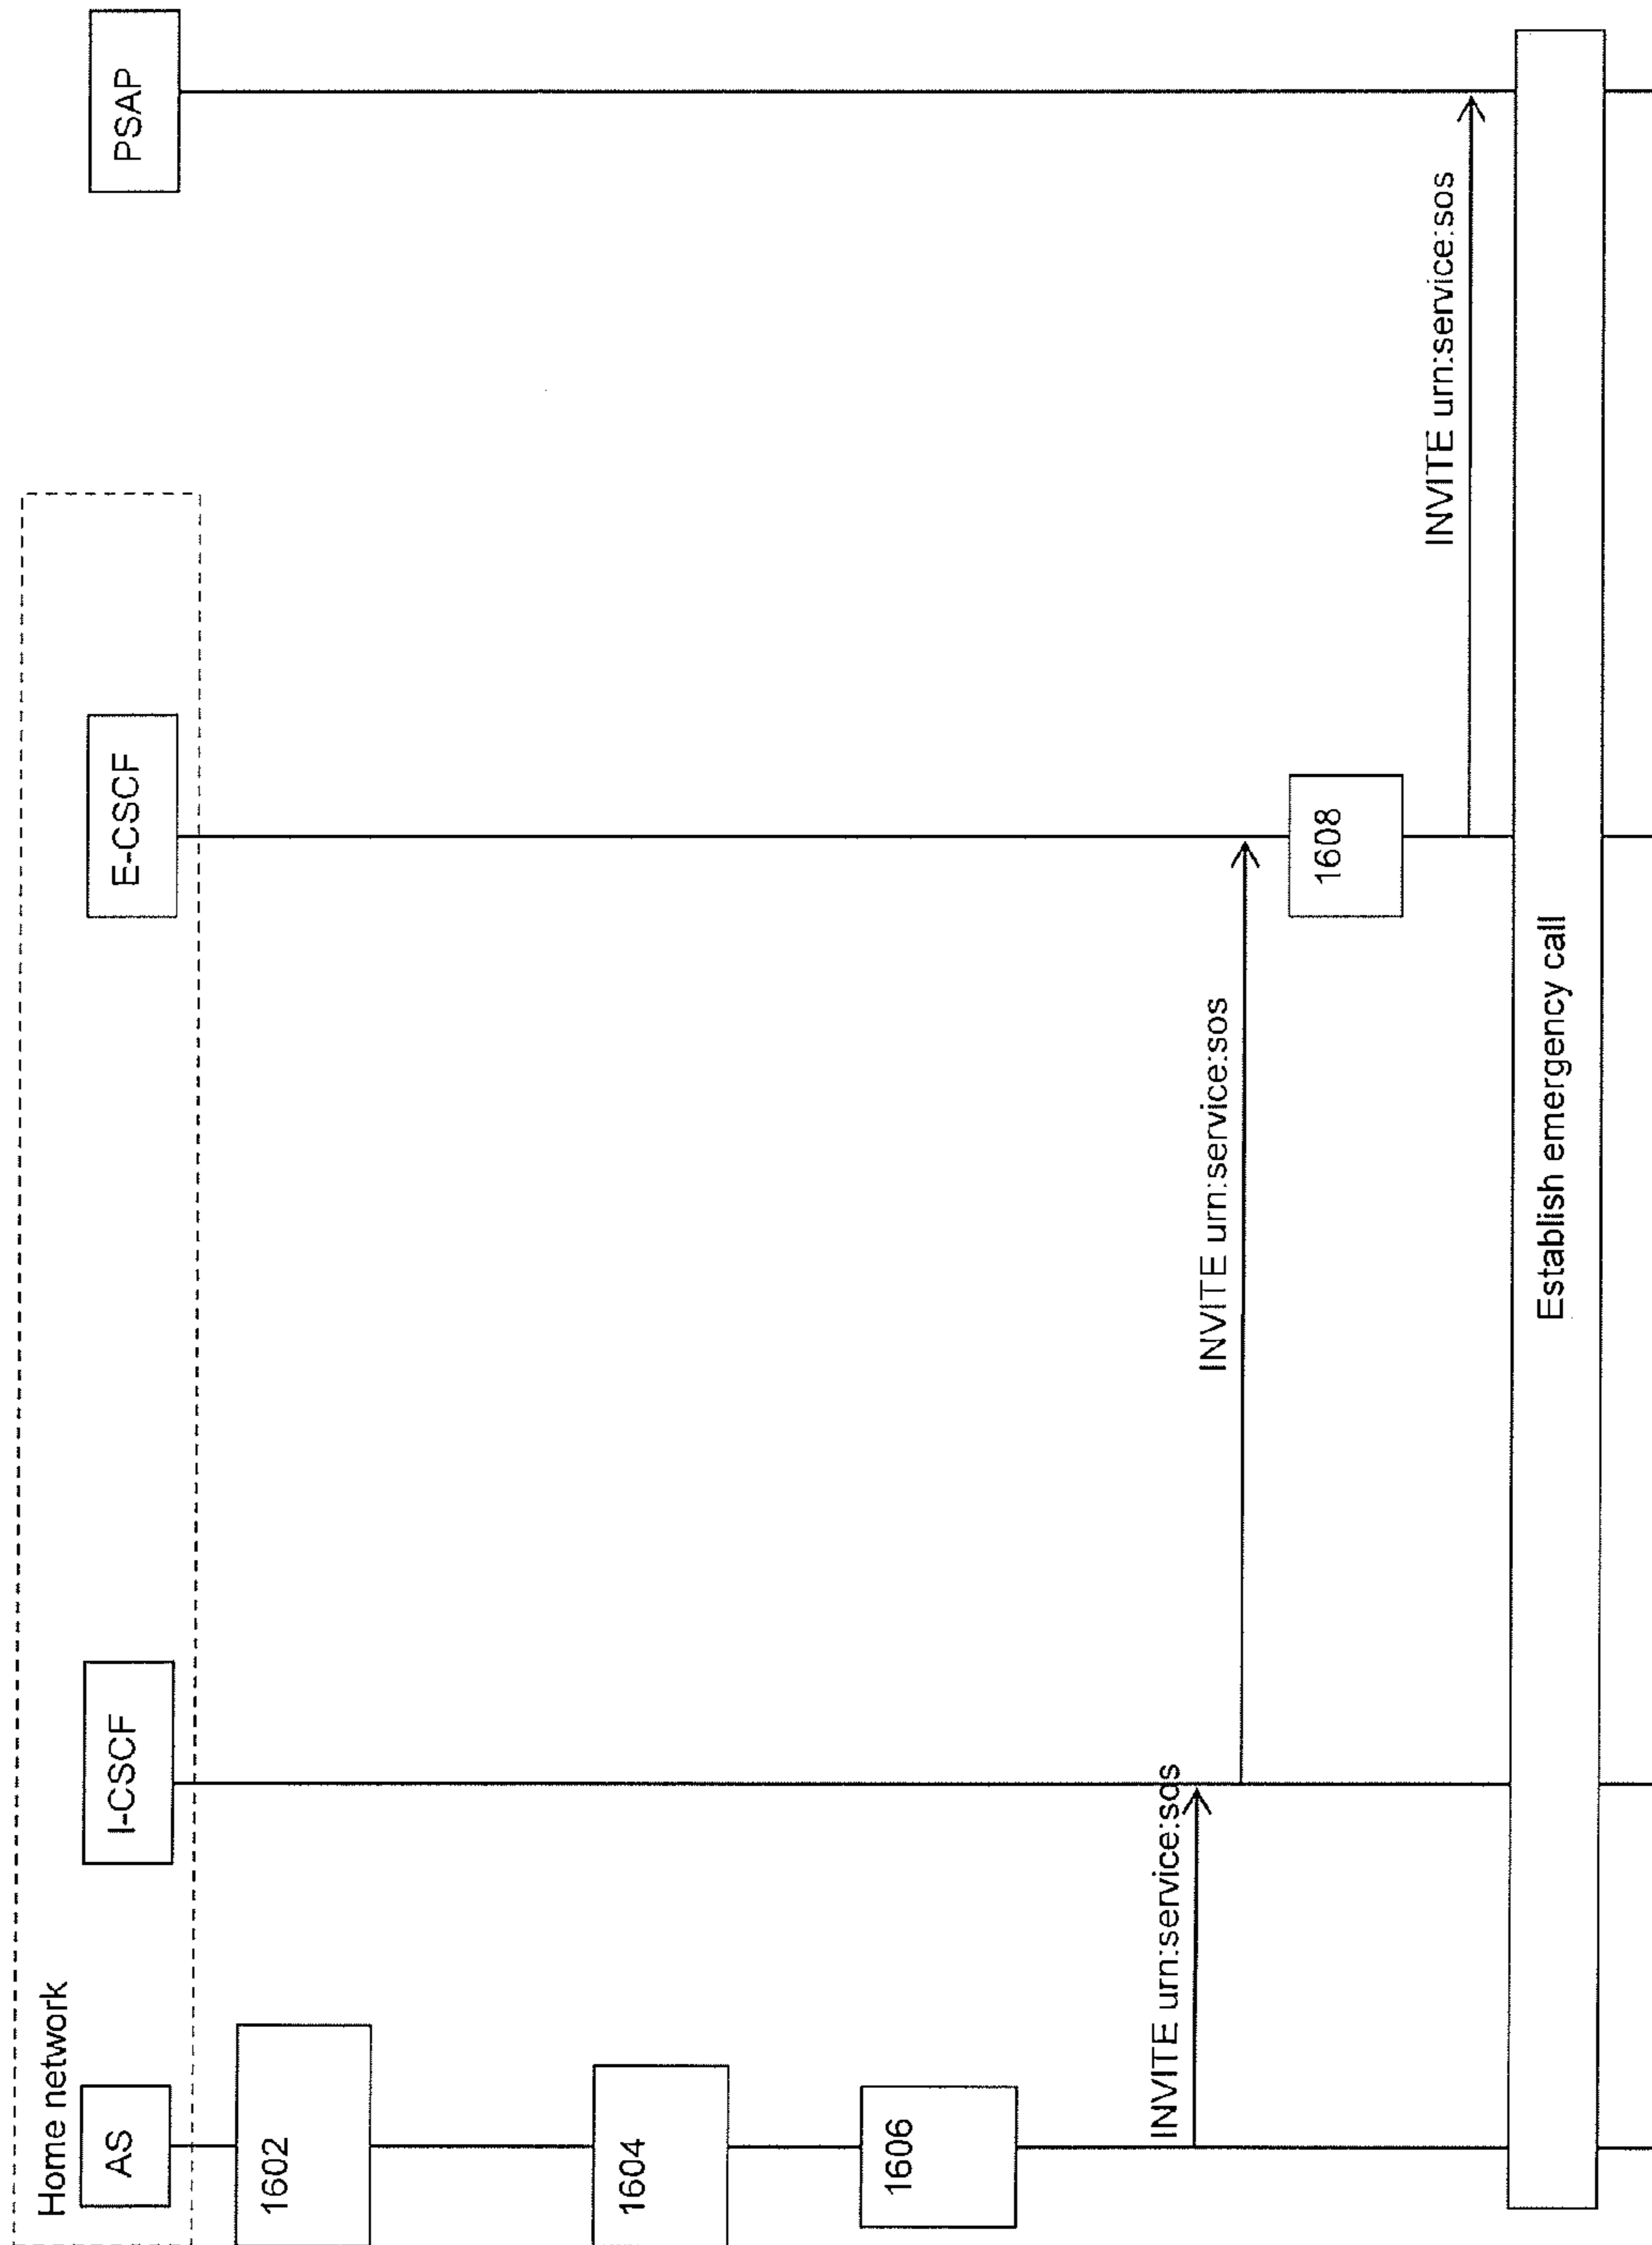 Home network
AS
I-CSCF
E-CSCF
PSAP
1602
1604
1606
INVITE urn:service:sos
INVITE urn:service:sos
1608
INVITE urn:service:sos
Establish emergency call